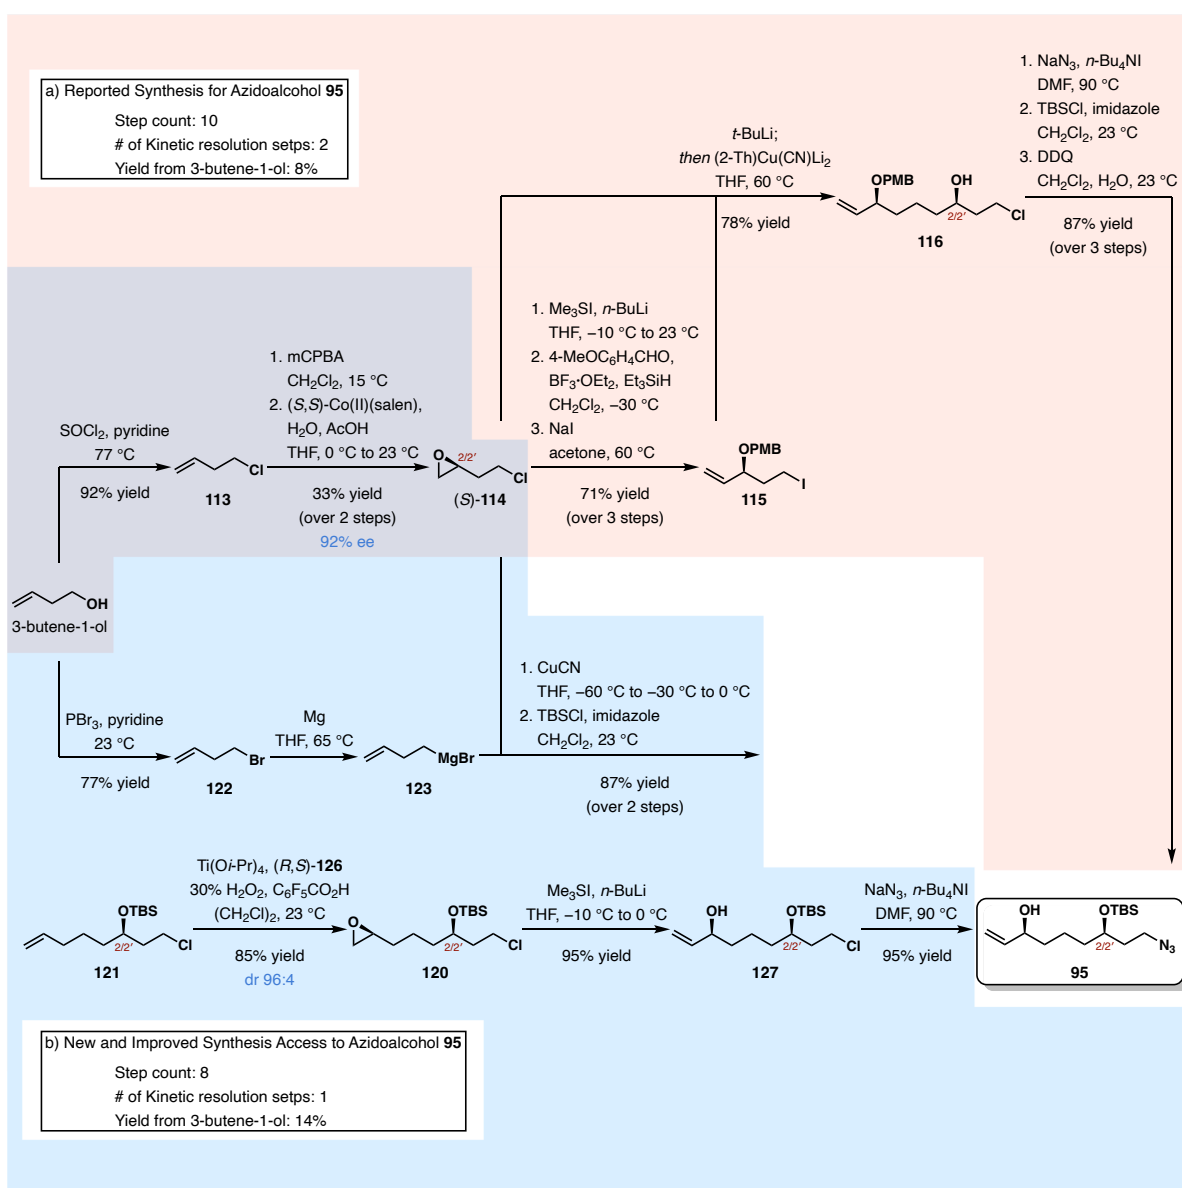 a) Reported Synthesis for Azidoalcohol 95
Step count: 10
# of Kinetic resolution setps: 2
Yield from 3-butene-1-ol: 8%
1. NaN3, n-Bu4NI
DMF, 90 °C
2. TBSCl, imidazole
CH2Cl2, 23 °C
3. DDQ
CH2Cl2, H2O, 23 °C
87% yield
(over 3 steps)
t-BuLi;
then (2-Th)Cu(CN)Li2
THF, 60 °C
78% yield
OPMB
OH
2/2'
Cl
116
1. Me3SI, n-BuLi
THF, −10 °C to 23 °C
2. 4-MeOC6H4CHO,
BF3·OEt2, Et3SiH
CH2Cl2, −30 °C
3. NaI
acetone, 60 °C
71% yield
(over 3 steps)
OPMB
I
115
SOCl2, pyridine
77 °C
92% yield
Cl
113
1. mCPBA
CH2Cl2, 15 °C
2. (S,S)-Co(II)(salen),
H2O, AcOH
THF, 0 °C to 23 °C
33% yield
(over 2 steps)
92% ee
O
2/2'
Cl
(S)-114
OH
3-butene-1-ol
PBr3, pyridine
23 °C
77% yield
Br
122
Mg
THF, 65 °C
MgBr
123
1. CuCN
THF, −60 °C to −30 °C to 0 °C
2. TBSCl, imidazole
CH2Cl2, 23 °C
87% yield
(over 2 steps)
OTBS
2/2'
Cl
121
Ti(Oi-Pr)4, (R,S)-126
30% H2O2, C6F5CO2H
(CH2Cl)2, 23 °C
85% yield
dr 96:4
O
OTBS
2/2'
Cl
120
Me3SI, n-BuLi
THF, −10 °C to 0 °C
95% yield
OH
OTBS
2/2'
Cl
127
NaN3, n-Bu4NI
DMF, 90 °C
95% yield
OH
OTBS
2/2'
N3
95
b) New and Improved Synthesis Access to Azidoalcohol 95
Step count: 8
# of Kinetic resolution setps: 1
Yield from 3-butene-1-ol: 14%